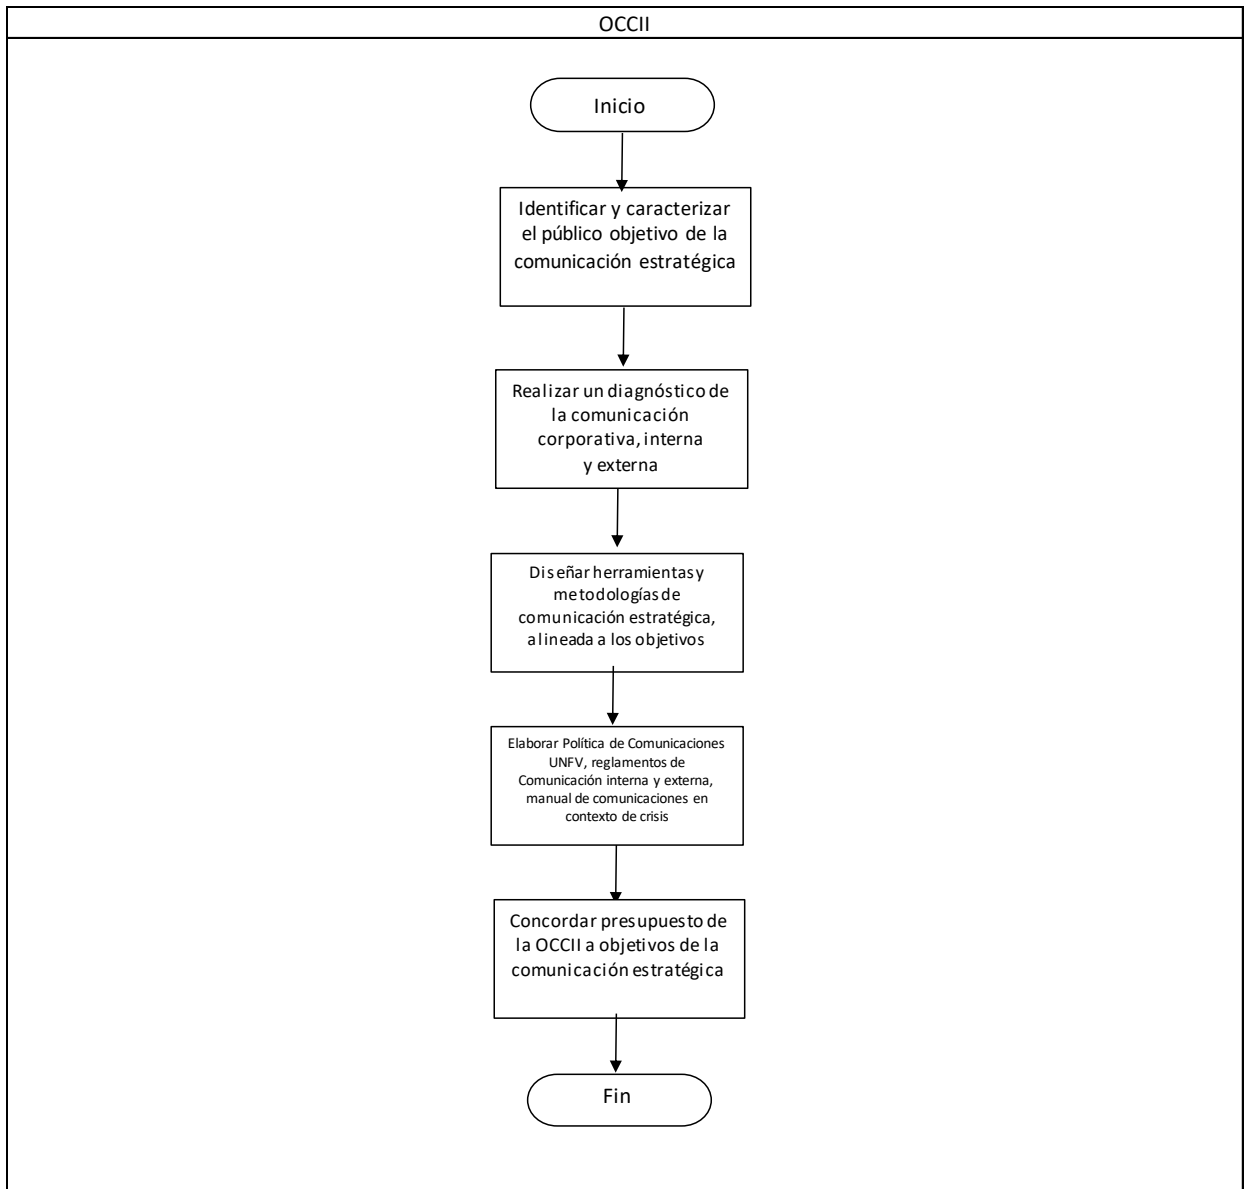 OCCII
Inicio
Identificar y caracterizar
el público objetivo de la
comunicación estratégica
Realizar un diagnóstico de
la comunicación
corporativa, interna
y externa
Diseñar herramientas y
metodologías de
comunicación estratégica,
alineada a los objetivos
Elaborar Política de Comunicaciones
UNFV, reglamentos de
Comunicación interna y externa,
manual de comunicaciones en
contexto de crisis
Concordar presupuesto de
la OCCII a objetivos de la
comunicación estratégica
Fin